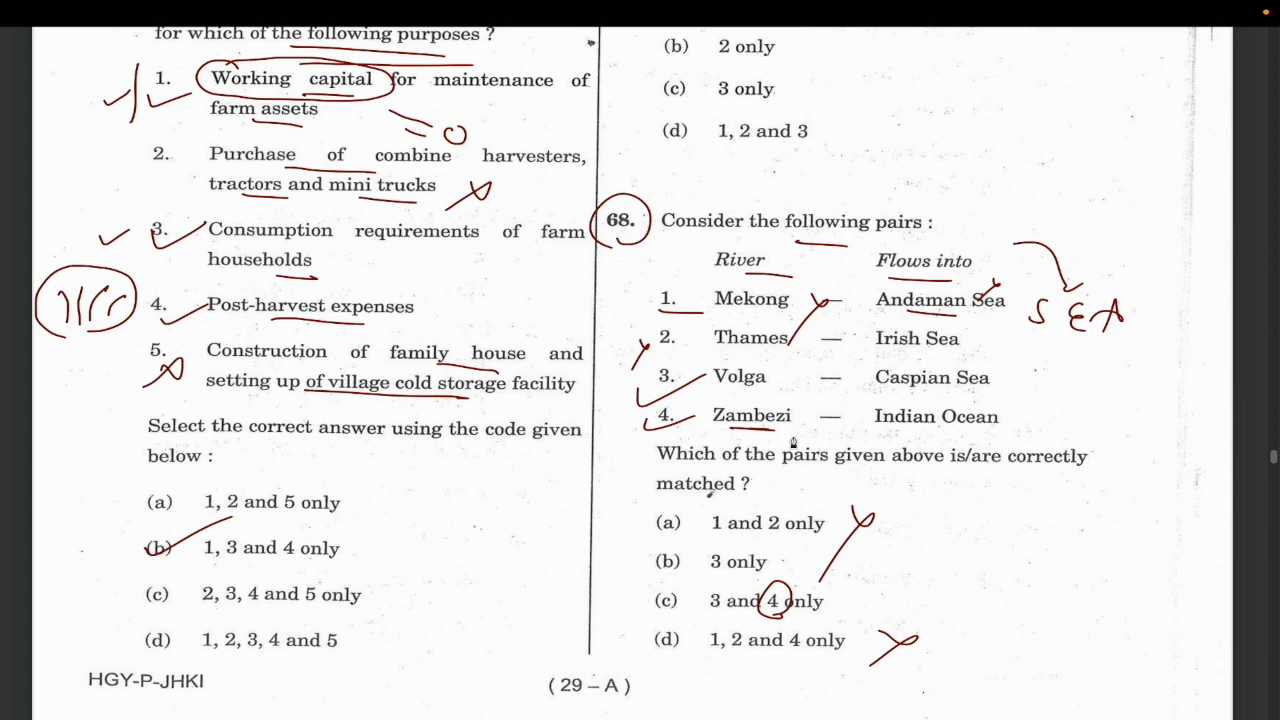 for which of the following purposes ?
1. Working capital for maintenance of
farm assets
2. Purchase of combine harvesters,
tractors and mini trucks
3. Consumption requirements of farm
households
4. Post-harvest expenses
5. Construction of family house and
setting up of village cold storage facility
Select the correct answer using the code given
below :
(a) 1, 2 and 5 only
(b) 1, 3 and 4 only
(c) 2, 3, 4 and 5 only
(d) 1, 2, 3, 4 and 5
(b) 2 only
(c) 3 only
(d) 1, 2 and 3
68. Consider the following pairs :
River Flows into
1. Mekong — Andaman Sea
SEA
2. Thames — Irish Sea
3. Volga — Caspian Sea
4. Zambezi — Indian Ocean
Which of the pairs given above is/are correctly
matched ?
(a) 1 and 2 only
(b) 3 only
(c) 3 and 4 only
(d) 1, 2 and 4 only
HGY-P-JHKI
( 29 – A )